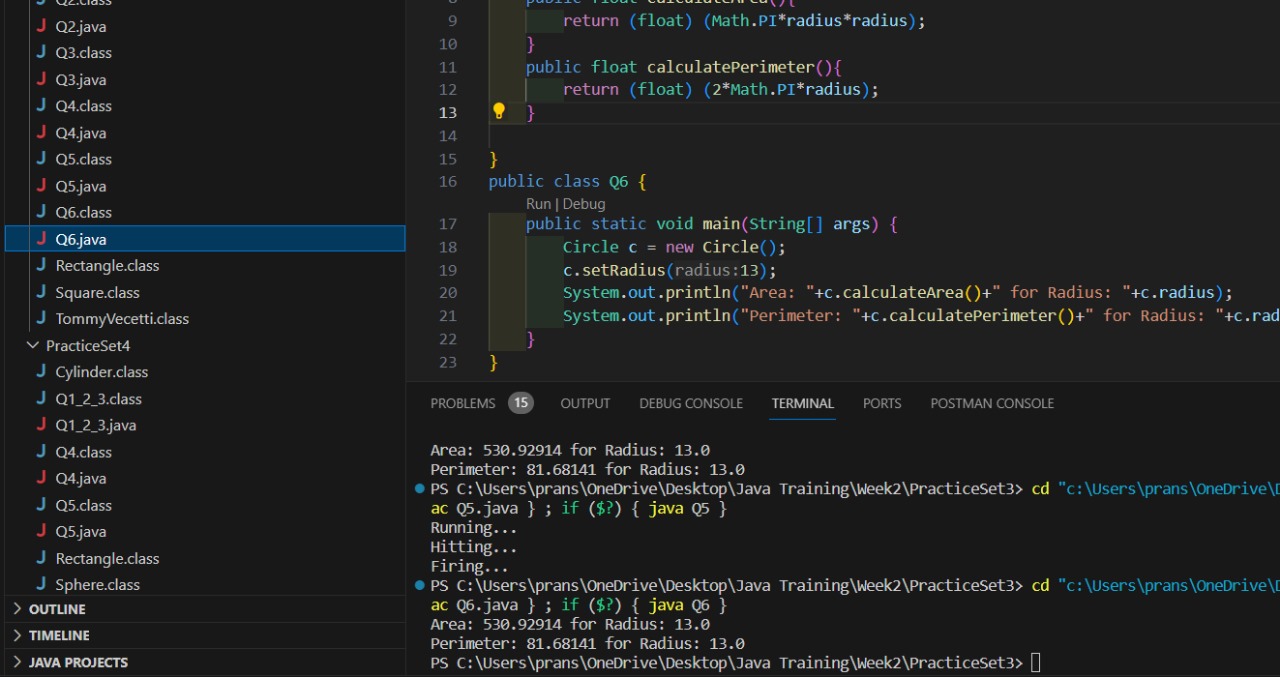 Q2.class
Q2.java
Q3.class
Q3.java
Q4.class
Q4.java
Q5.class
Q5.java
Q6.class
Q6.java
Rectangle.class
Square.class
TommyVecetti.class
PracticeSet4
Cylinder.class
Q1_2_3.class
Q1_2_3.java
Q4.class
Q4.java
Q5.class
Q5.java
Rectangle.class
Sphere.class
OUTLINE
TIMELINE
JAVA PROJECTS
8 public float calculateArea(){
9 return (float) (Math.PI*radius*radius);
10 }
11 public float calculatePerimeter(){
12 return (float) (2*Math.PI*radius);
13 }
14
15 }
16 public class Q6 {
Run | Debug
17 public static void main(String[] args) {
18 Circle c = new Circle();
19 c.setRadius(radius:13);
20 System.out.println("Area: "+c.calculateArea()+" for Radius: "+c.radius);
21 System.out.println("Perimeter: "+c.calculatePerimeter()+" for Radius: "+c.rad
22 }
23 }
PROBLEMS 15 OUTPUT DEBUG CONSOLE TERMINAL PORTS POSTMAN CONSOLE
Area: 530.92914 for Radius: 13.0
Perimeter: 81.68141 for Radius: 13.0
PS C:\Users\prans\OneDrive\Desktop\Java Training\Week2\PracticeSet3> cd "c:\Users\prans\OneDrive\D
ac Q5.java } ; if ($?) { java Q5 }
Running...
Hitting...
Firing...
PS C:\Users\prans\OneDrive\Desktop\Java Training\Week2\PracticeSet3> cd "c:\Users\prans\OneDrive\D
ac Q6.java } ; if ($?) { java Q6 }
Area: 530.92914 for Radius: 13.0
Perimeter: 81.68141 for Radius: 13.0
PS C:\Users\prans\OneDrive\Desktop\Java Training\Week2\PracticeSet3>